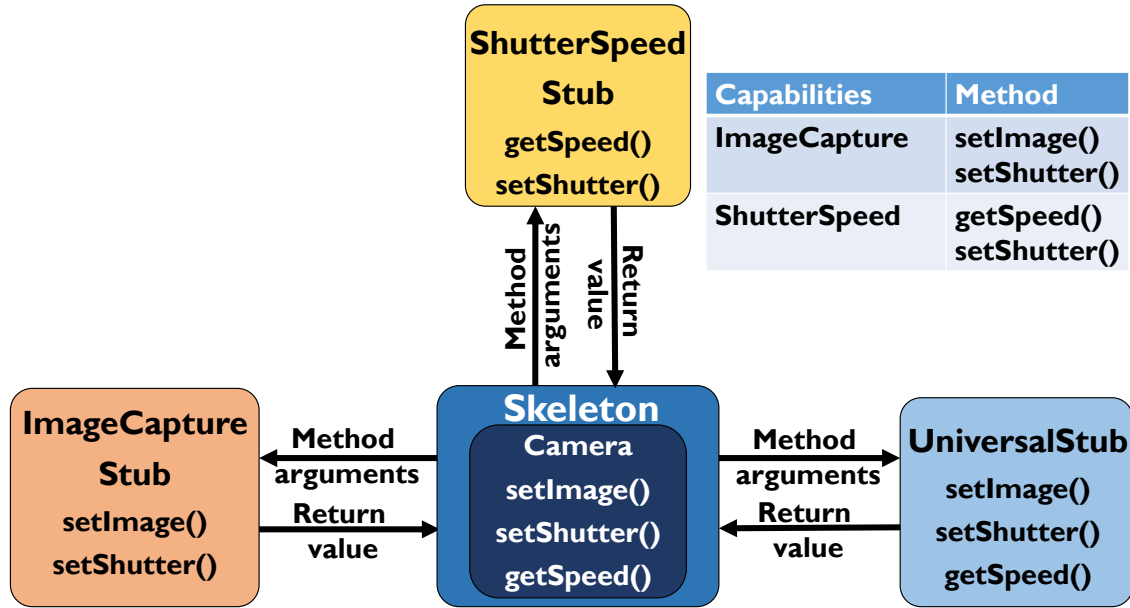 ShutterSpeed
Stub
getSpeed()
setShutter()
Capabilities Method
ImageCapture setImage()
setShutter()
ShutterSpeed getSpeed()
setShutter()
Method
arguments
Return
value
ImageCapture
Stub
setImage()
setShutter()
Method
arguments
Return
value
Skeleton
Camera
setImage()
setShutter()
getSpeed()
Method
arguments
Return
value
UniversalStub
setImage()
setShutter()
getSpeed()